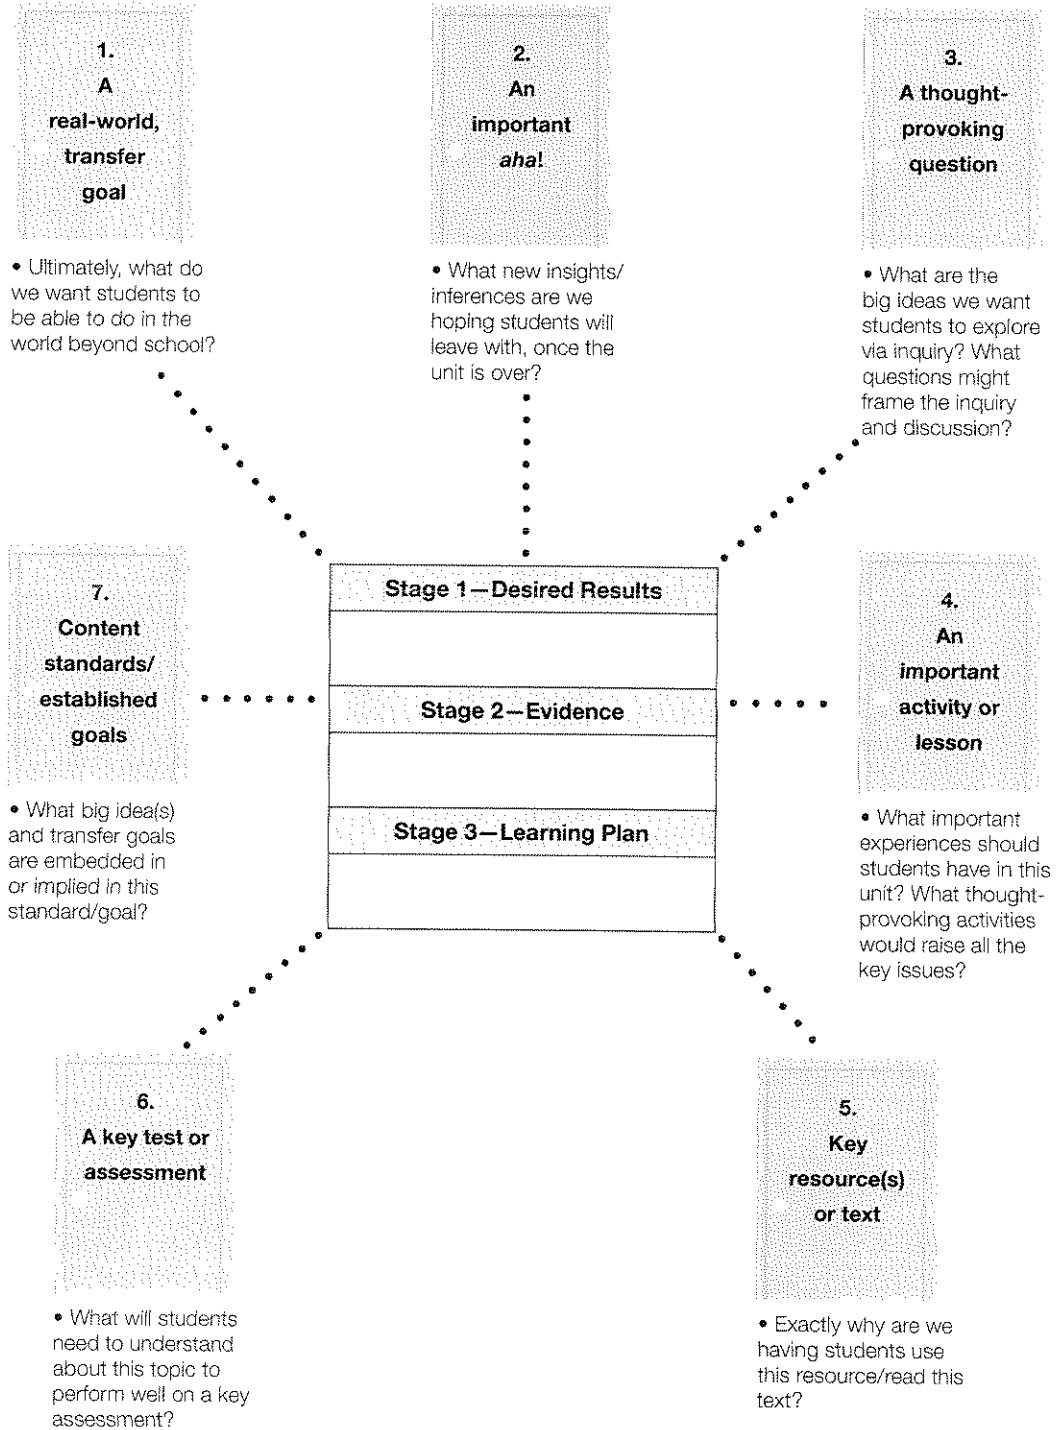 1.
A
real-world,
transfer
goal
• Ultimately, what do
we want students to
be able to do in the
world beyond school?
2.
An
important
aha!
• What new insights/
inferences are we
hoping students will
leave with, once the
unit is over?
3.
A thought-
provoking
question
• What are the
big ideas we want
students to explore
via inquiry? What
questions might
frame the inquiry
and discussion?
7.
Content
standards/
established
goals
• What big idea(s)
and transfer goals
are embedded in
or implied in this
standard/goal?
Stage 1—Desired Results
Stage 2—Evidence
Stage 3—Learning Plan
4.
An
important
activity or
lesson
• What important
experiences should
students have in this
unit? What thought-
provoking activities
would raise all the
key issues?
6.
A key test or
assessment
• What will students
need to understand
about this topic to
perform well on a key
assessment?
5.
Key
resource(s)
or text
• Exactly why are we
having students use
this resource/read this
text?